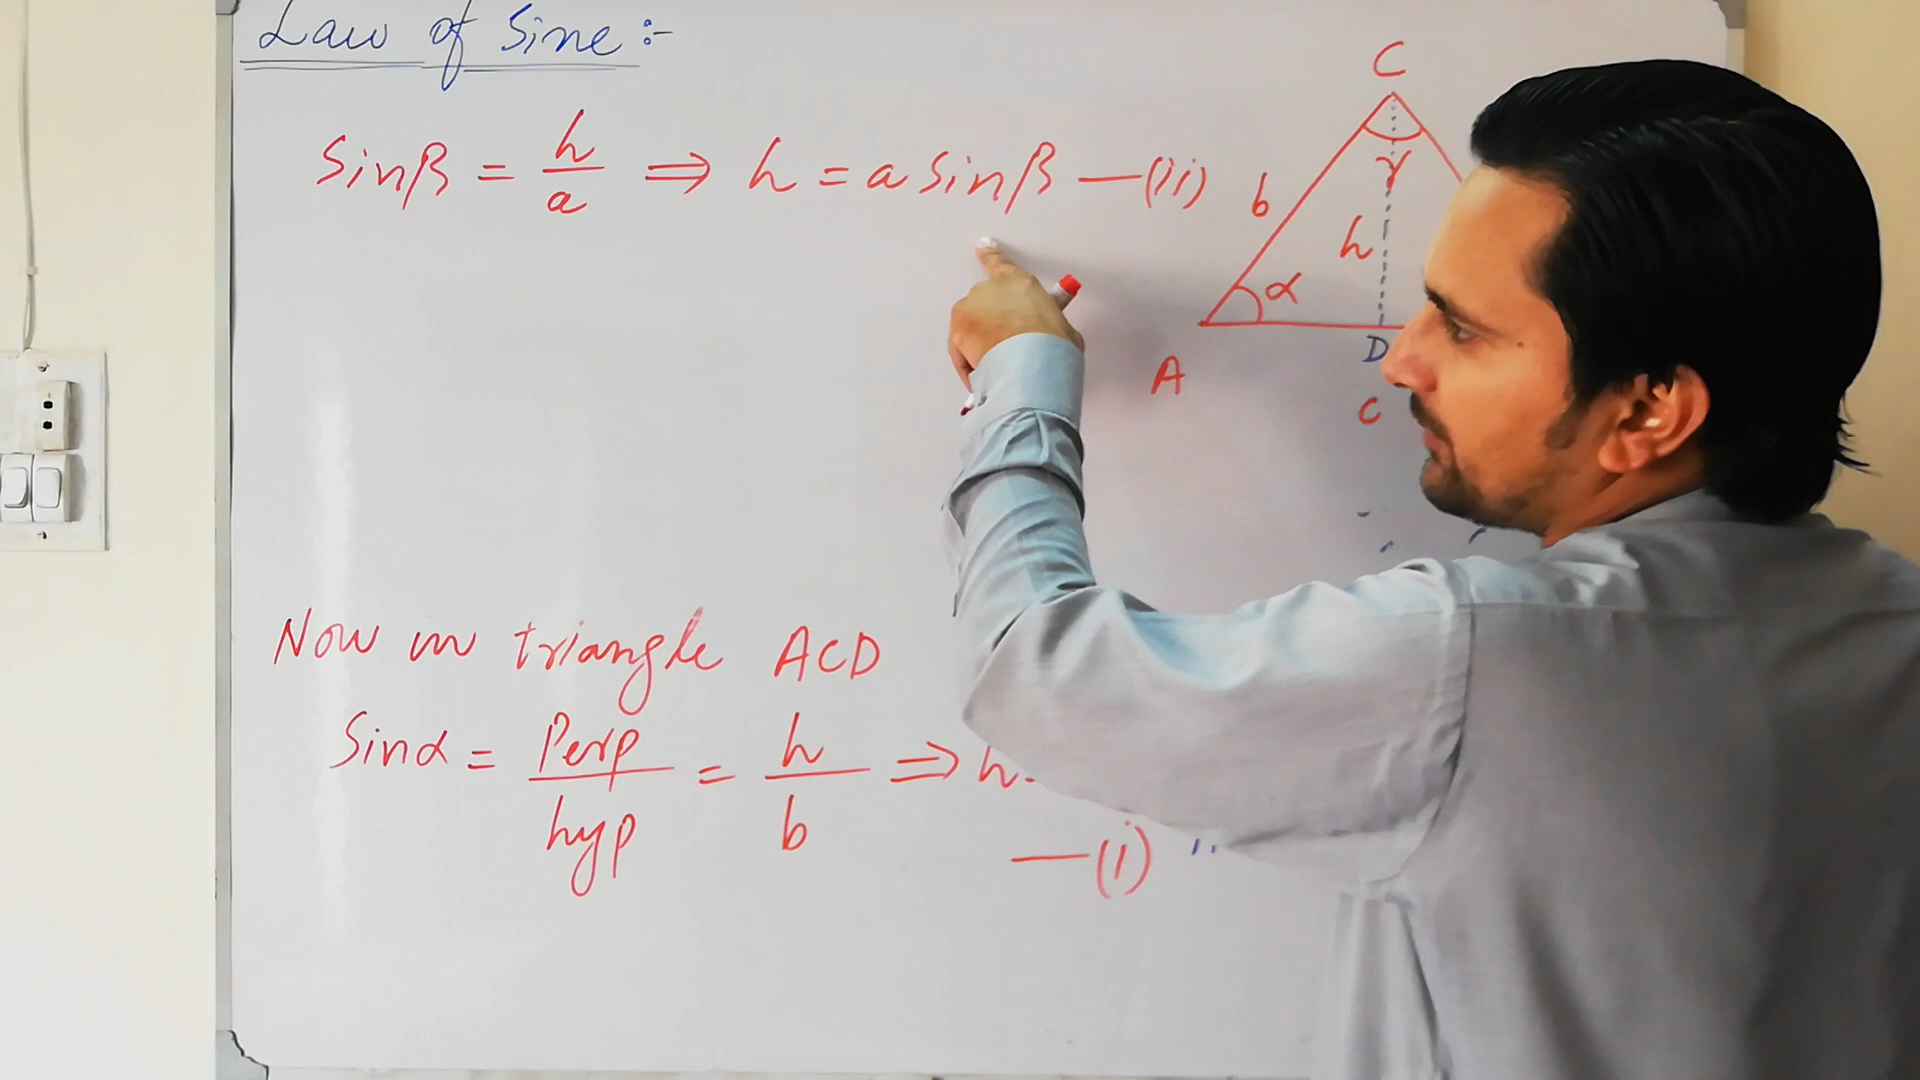 Law of Sine :-
Sinβ = h/a ⇒ h = a sinβ —(ii)
C
γ
b
h
α
D
A
c
Now in triangle ACD
Sinα = Perp/hyp = h/b ⇒ h
—(i)